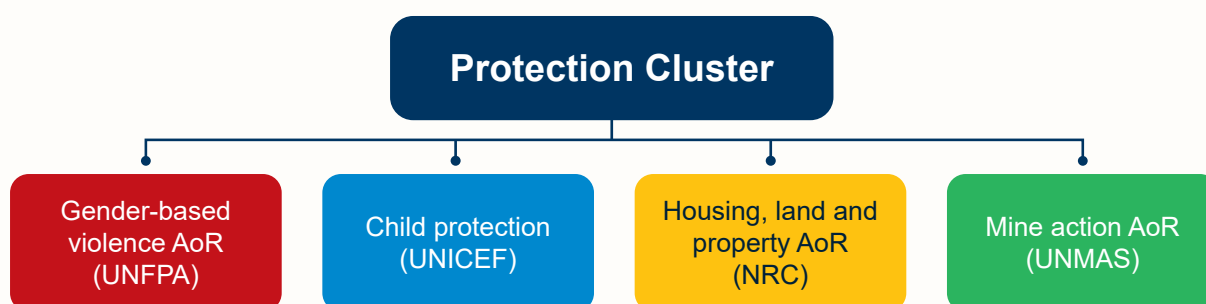 Protection Cluster
Gender-based
violence AoR
(UNFPA)
Child protection
(UNICEF)
Housing, land and
property AoR
(NRC)
Mine action AoR
(UNMAS)